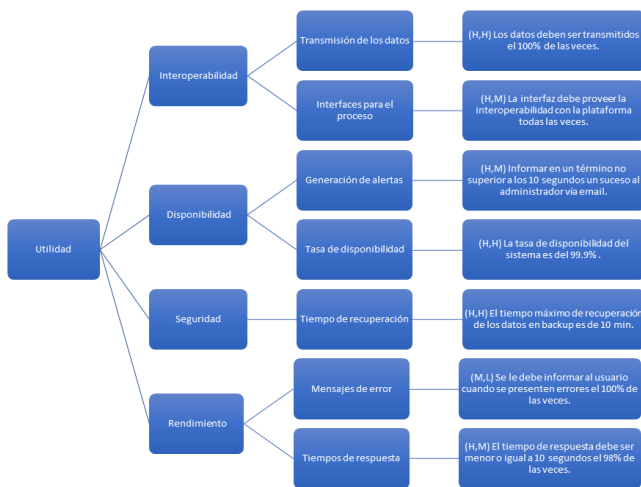 Utilidad
Interoperabilidad
Transmisión de los datos
(H,H) Los datos deben ser transmitidos
el 100% de las veces.
Interfaces para el
proceso
(H,M) La interfaz debe proveer la
interoperabilidad con la plataforma
todas las veces.
Disponibilidad
Generación de alertas
(H,M) Informar en un término no
superior a los 10 segundos un suceso al
administrador vía email.
Tasa de disponibilidad
(H,H) La tasa de disponibilidad del
sistema es del 99.9% .
Seguridad
Tiempo de recuperación
(H,H) El tiempo máximo de recuperación
de los datos en backup es de 10 min.
Rendimiento
Mensajes de error
(M,L) Se le debe informar al usuario
cuando se presenten errores el 100% de
las veces.
Tiempos de respuesta
(H,M) El tiempo de respuesta debe ser
menor o igual a 10 segundos el 98% de
las veces.